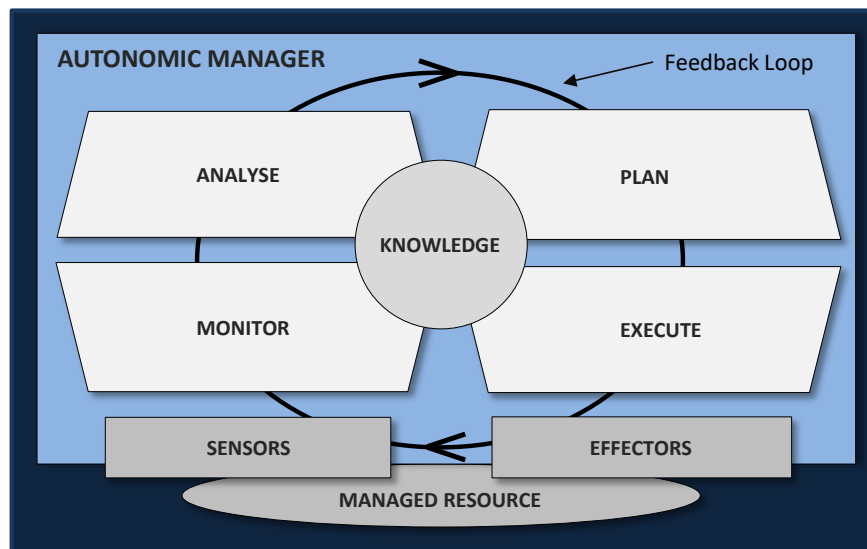 AUTONOMIC MANAGER
Feedback Loop
ANALYSE
PLAN
KNOWLEDGE
MONITOR
EXECUTE
SENSORS
EFFECTORS
MANAGED RESOURCE